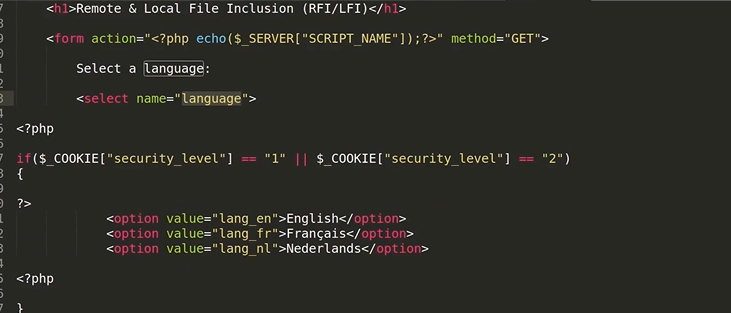 <h1>Remote & Local File Inclusion (RFI/LFI)</h1>
<form action="<?php echo($_SERVER["SCRIPT_NAME"]);?>" method="GET">
Select a language:
<select name="language">
<?php
if($_COOKIE["security_level"] == "1" || $_COOKIE["security_level"] == "2")
{
?>
<option value="lang_en">English</option>
<option value="lang_fr">Français</option>
<option value="lang_nl">Nederlands</option>
<?php
}